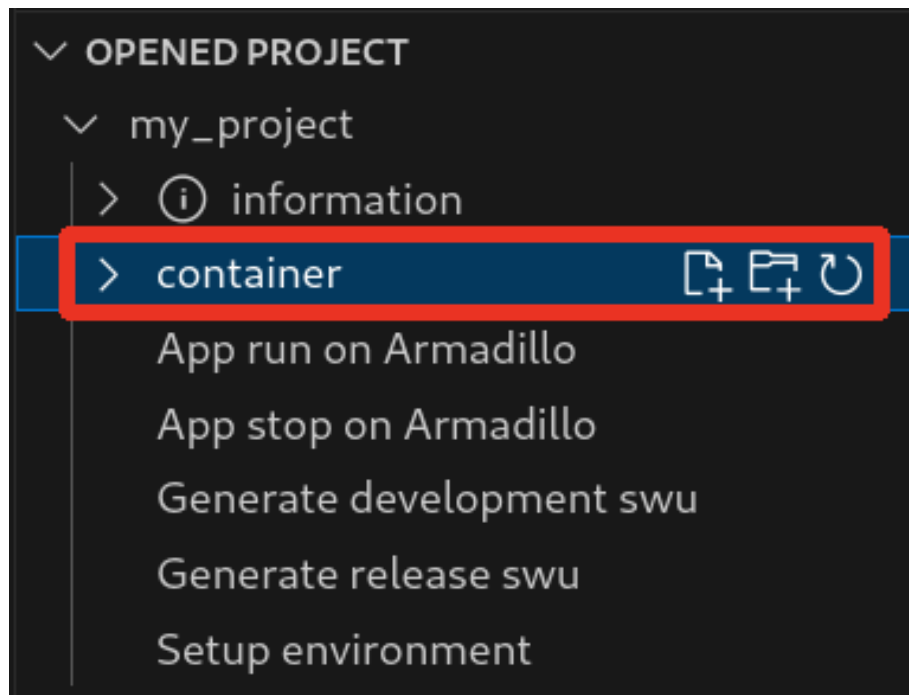 OPENED PROJECT
my_project
information
container
App run on Armadillo
App stop on Armadillo
Generate development swu
Generate release swu
Setup environment